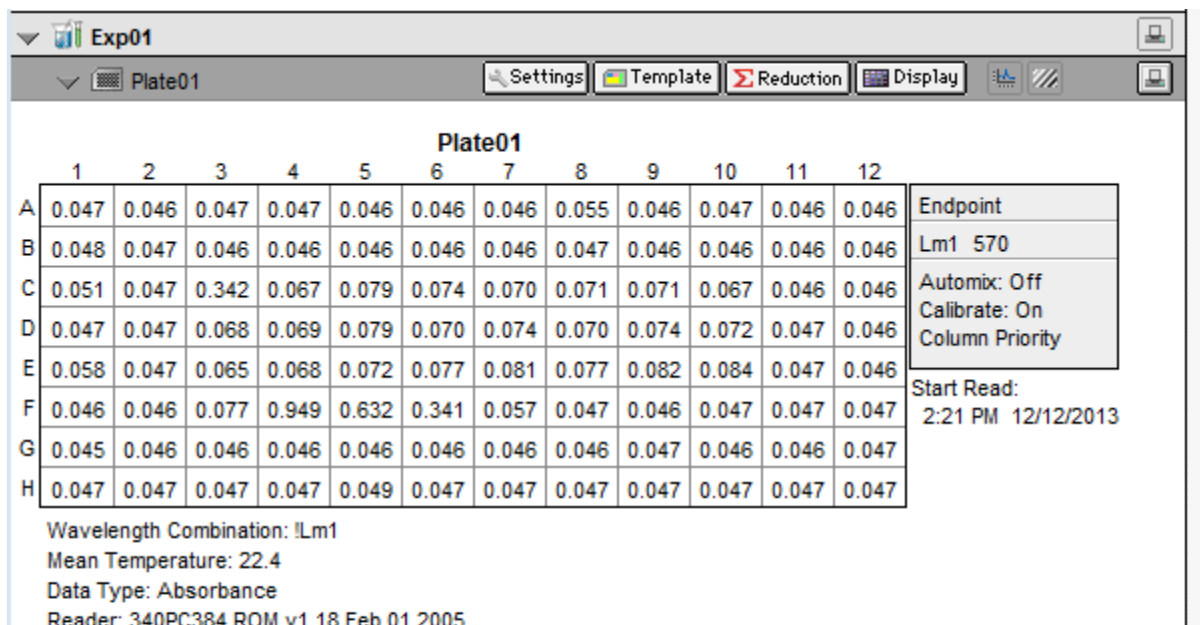 Exp01
Plate01 Settings Template Reduction Display
Plate01
1 2 3 4 5 6 7 8 9 10 11 12
A 0.047 0.046 0.047 0.047 0.046 0.046 0.046 0.055 0.046 0.047 0.046 0.046
B 0.048 0.047 0.046 0.046 0.046 0.046 0.046 0.047 0.046 0.046 0.046 0.046
C 0.051 0.047 0.342 0.067 0.079 0.074 0.070 0.071 0.071 0.067 0.046 0.046
D 0.047 0.047 0.068 0.069 0.079 0.070 0.074 0.070 0.074 0.072 0.047 0.046
E 0.058 0.047 0.065 0.068 0.072 0.077 0.081 0.077 0.082 0.084 0.047 0.046
F 0.046 0.046 0.077 0.949 0.632 0.341 0.057 0.047 0.046 0.047 0.047 0.047
G 0.045 0.046 0.046 0.046 0.046 0.046 0.046 0.046 0.047 0.046 0.046 0.047
H 0.047 0.047 0.047 0.047 0.049 0.047 0.047 0.047 0.047 0.047 0.047 0.047
Endpoint
Lm1 570
Automix: Off
Calibrate: On
Column Priority
Start Read:
2:21 PM 12/12/2013
Wavelength Combination: !Lm1
Mean Temperature: 22.4
Data Type: Absorbance
Reader: 340PC384 ROM v1.18 Feb 01 2005